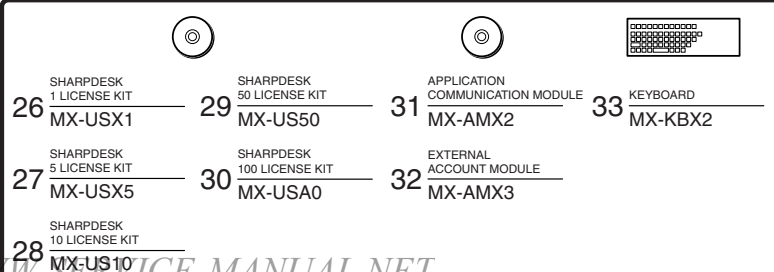 26 SHARPDESK
1 LICENSE KIT
MX-USX1
27 SHARPDESK
5 LICENSE KIT
MX-USX5
28 SHARPDESK
10 LICENSE KIT
MX-US10
29 SHARPDESK
50 LICENSE KIT
MX-US50
30 SHARPDESK
100 LICENSE KIT
MX-USA0
31 APPLICATION
COMMUNICATION MODULE
MX-AMX2
32 EXTERNAL
ACCOUNT MODULE
MX-AMX3
33 KEYBOARD
MX-KBX2
MANUAL.NET